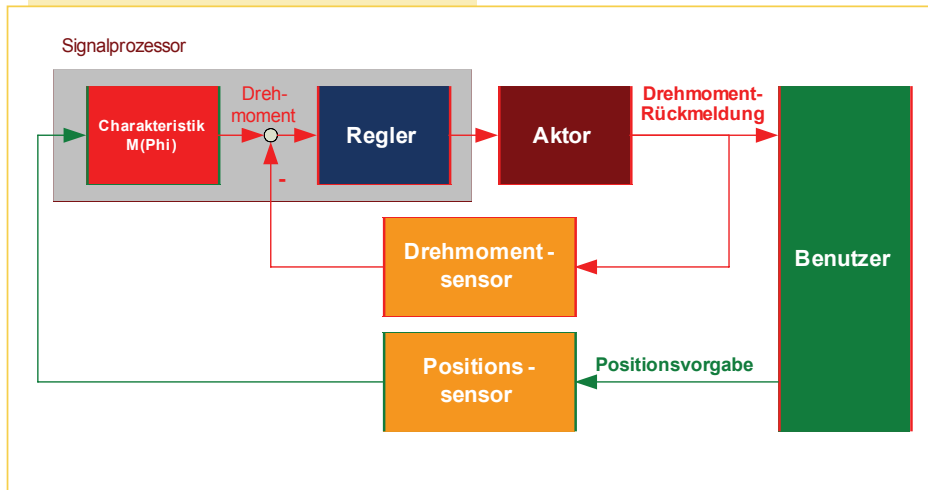 Signalprozessor
Charakteristik
M(Phi)
Dreh-
moment
-
Regler
Aktor
Drehmoment-
Rückmeldung
Benutzer
Drehmoment -
sensor
Positions -
sensor
Positionsvorgabe